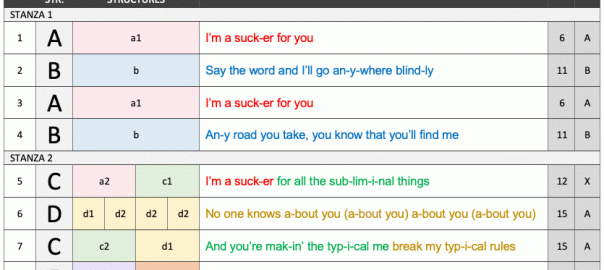 STR. STRUCTURES
STANZA 1
1 A a1 I'm a suck-er for you 6 A
2 B b Say the word and I'll go an-y-where blind-ly 11 B
3 A a1 I'm a suck-er for you 6 A
4 B b An-y road you take, you know that you'll find me 11 B
STANZA 2
5 C a2 c1 I'm a suck-er for all the sub-lim-i-nal things 12 X
6 D d1 d2 d2 d2 No one knows a-bout you (a-bout you) a-bout you (a-bout you) 15 A
7 C c2 d1 And you're mak-in' the typ-i-cal me break my typ-i-cal rules 15 A